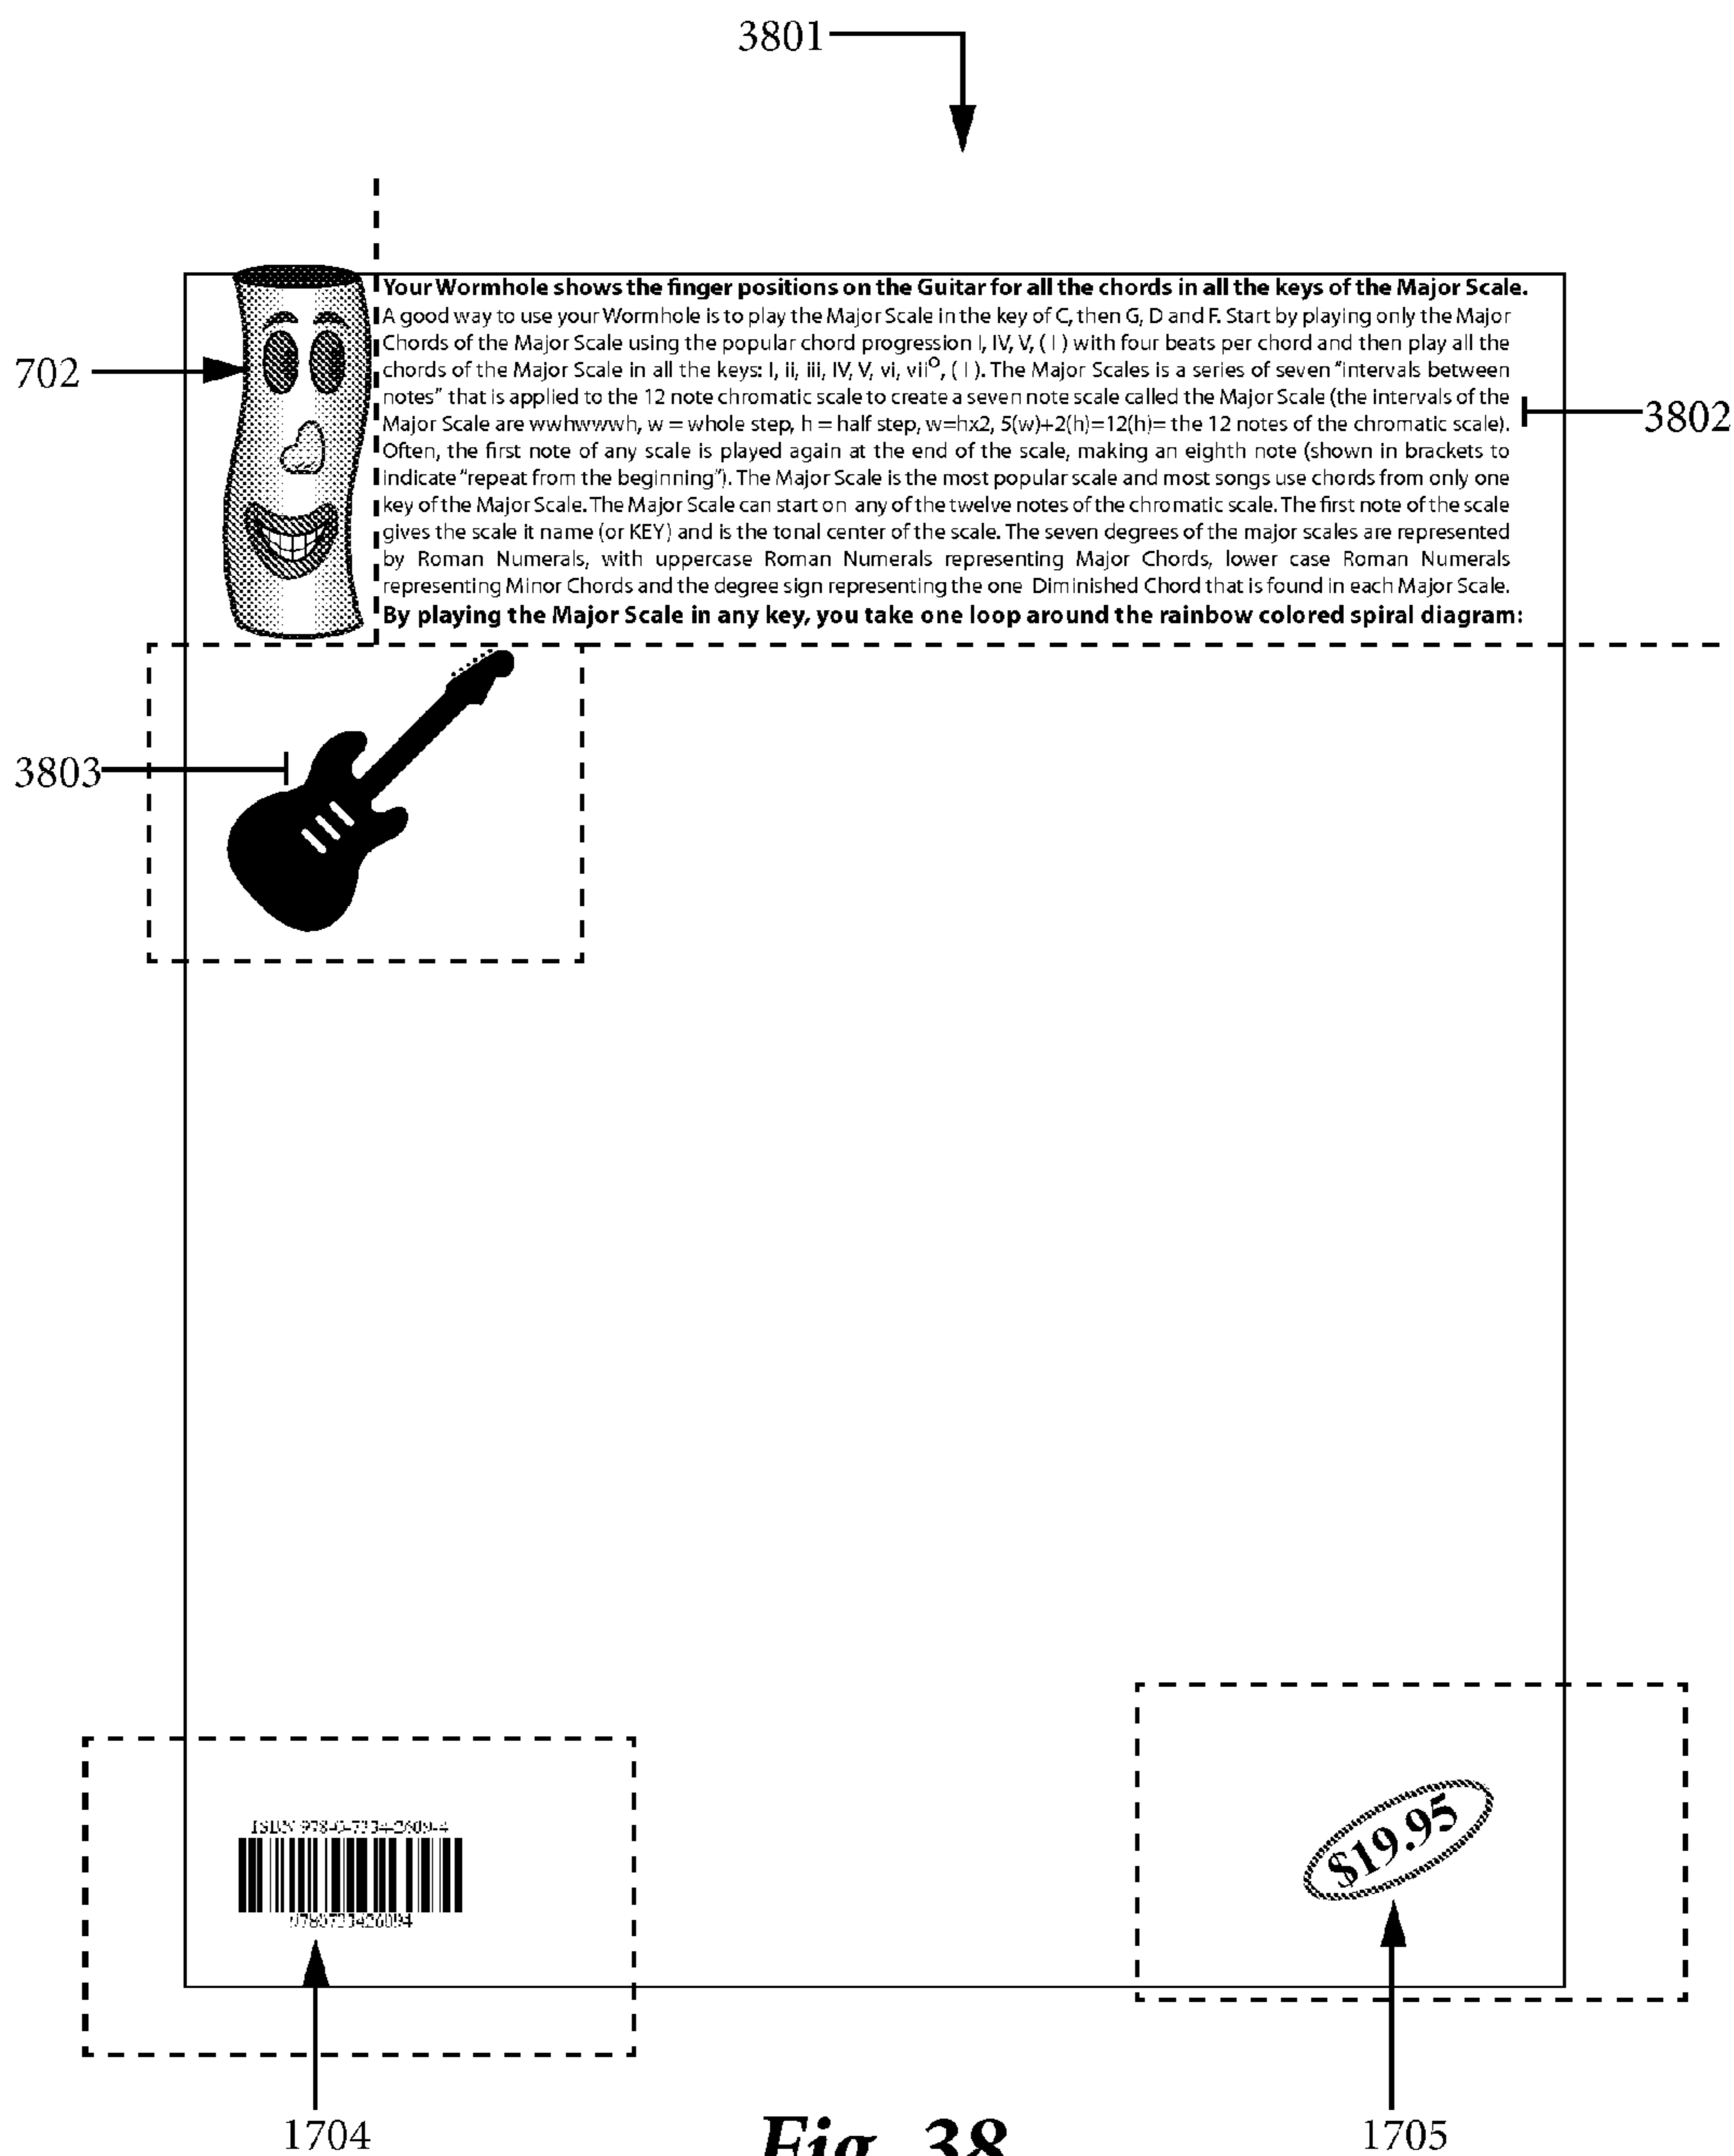 3801
Your Wormhole shows the finger positions on the Guitar for all the chords in all the keys of the Major Scale.
A good way to use your Wormhole is to play the Major Scale in the key of C, then G, D and F. Start by playing only the Major
Chords of the Major Scale using the popular chord progression I, IV, V, ( I ) with four beats per chord and then play all the
702
chords of the Major Scale in all the keys: I, ii, iii, IV, V, vi, viiº, ( I ). The Major Scales is a series of seven "intervals between
notes" that is applied to the 12 note chromatic scale to create a seven note scale called the Major Scale (the intervals of the
3802
Major Scale are wwhwwwh, w = whole step, h = half step, w=hx2, 5(w)+2(h)=12(h)= the 12 notes of the chromatic scale).
Often, the first note of any scale is played again at the end of the scale, making an eighth note (shown in brackets to
indicate "repeat from the beginning"). The Major Scale is the most popular scale and most songs use chords from only one
key of the Major Scale. The Major Scale can start on any of the twelve notes of the chromatic scale. The first note of the scale
gives the scale it name (or KEY) and is the tonal center of the scale. The seven degrees of the major scales are represented
by Roman Numerals, with uppercase Roman Numerals representing Major Chords, lower case Roman Numerals
representing Minor Chords and the degree sign representing the one Diminished Chord that is found in each Major Scale.
By playing the Major Scale in any key, you take one loop around the rainbow colored spiral diagram:
3803
$19.95
ISBN
1704
1705
Fig. 38